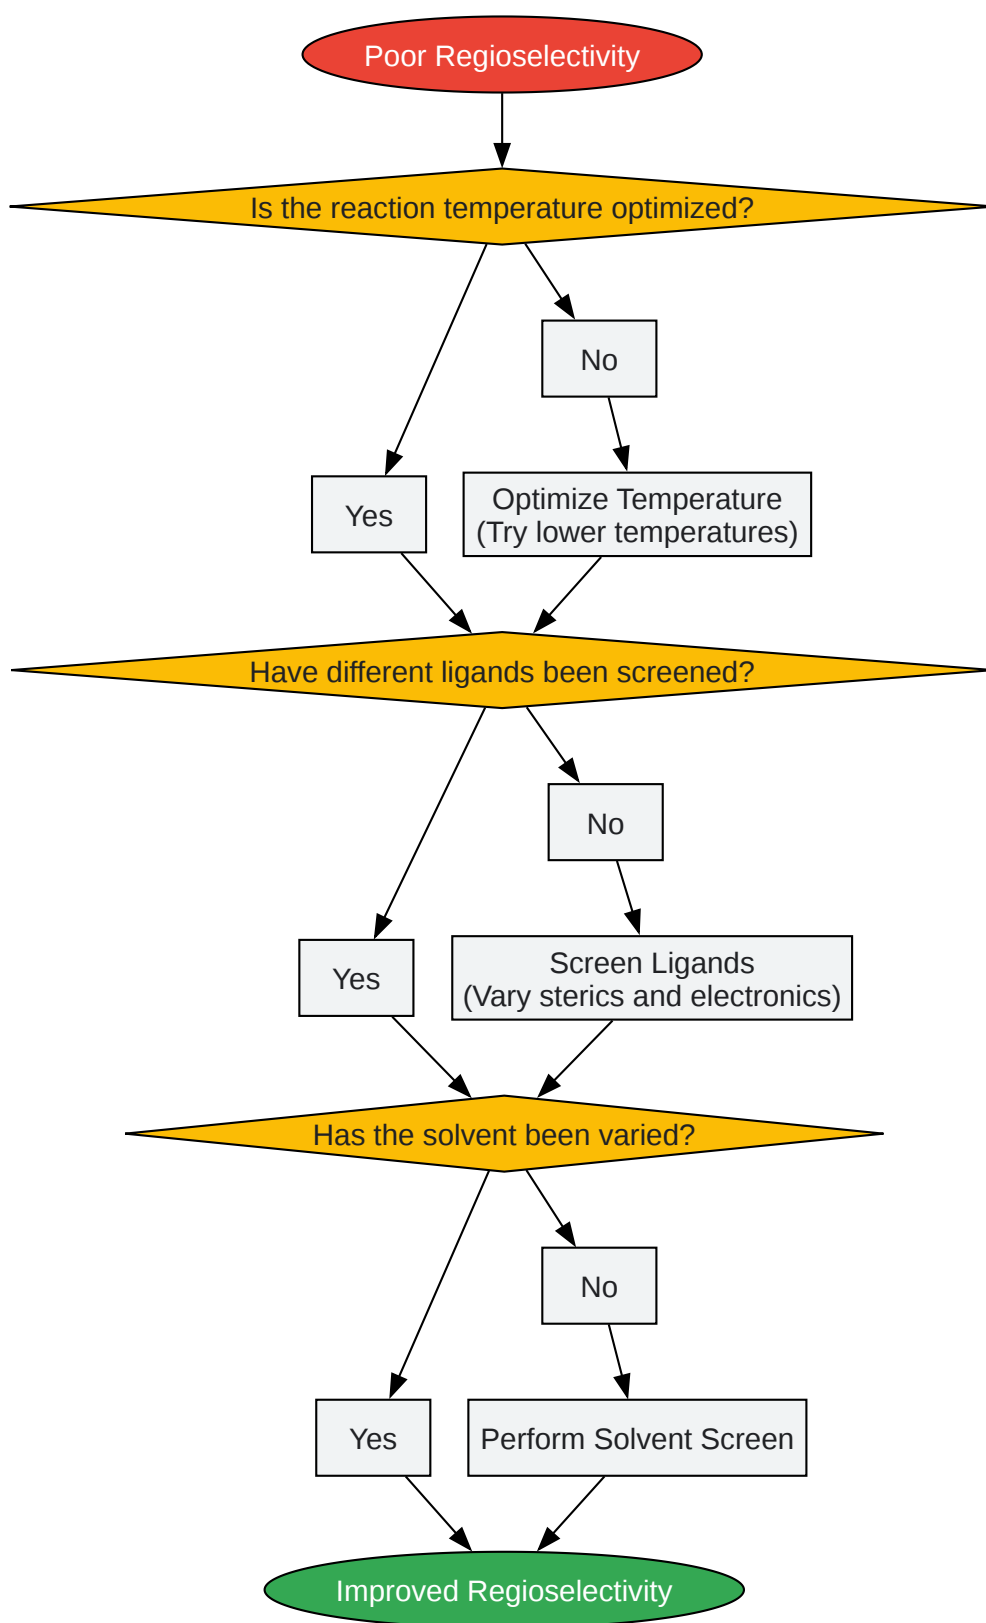 Poor Regioselectivity
Is the reaction temperature optimized?
No
Yes
Optimize Temperature
(Try lower temperatures)
Have different ligands been screened?
No
Yes
Screen Ligands
(Vary sterics and electronics)
Has the solvent been varied?
No
Yes
Perform Solvent Screen
Improved Regioselectivity